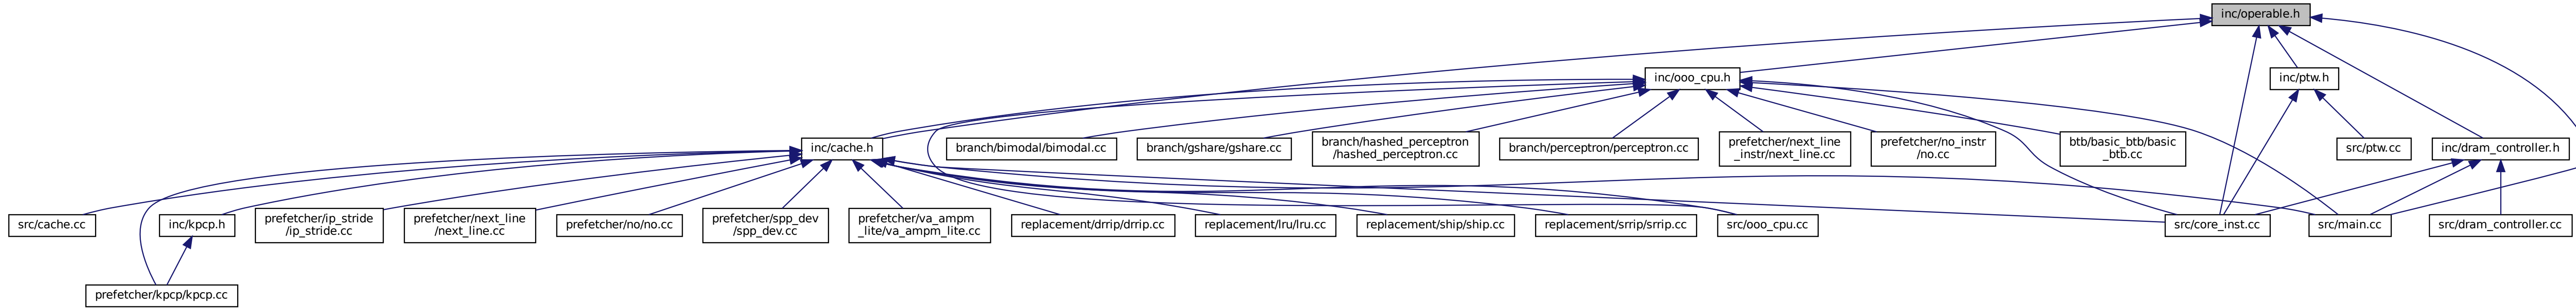 inc/operable.h
inc/ooo_cpu.h
inc/ptw.h
inc/cache.h
branch/bimodal/bimodal.cc
branch/gshare/gshare.cc
branch/hashed_perceptron
/hashed_perceptron.cc
branch/perceptron/perceptron.cc
prefetcher/next_line
_instr/next_line.cc
prefetcher/no_instr
/no.cc
btb/basic_btb/basic
_btb.cc
src/ptw.cc
inc/dram_controller.h
src/cache.cc
inc/kpcp.h
prefetcher/ip_stride
/ip_stride.cc
prefetcher/next_line
/next_line.cc
prefetcher/no/no.cc
prefetcher/spp_dev
/spp_dev.cc
prefetcher/va_ampm
_lite/va_ampm_lite.cc
replacement/drrip/drrip.cc
replacement/lru/lru.cc
replacement/ship/ship.cc
replacement/srrip/srrip.cc
src/ooo_cpu.cc
src/core_inst.cc
src/main.cc
src/dram_controller.cc
prefetcher/kpcp/kpcp.cc